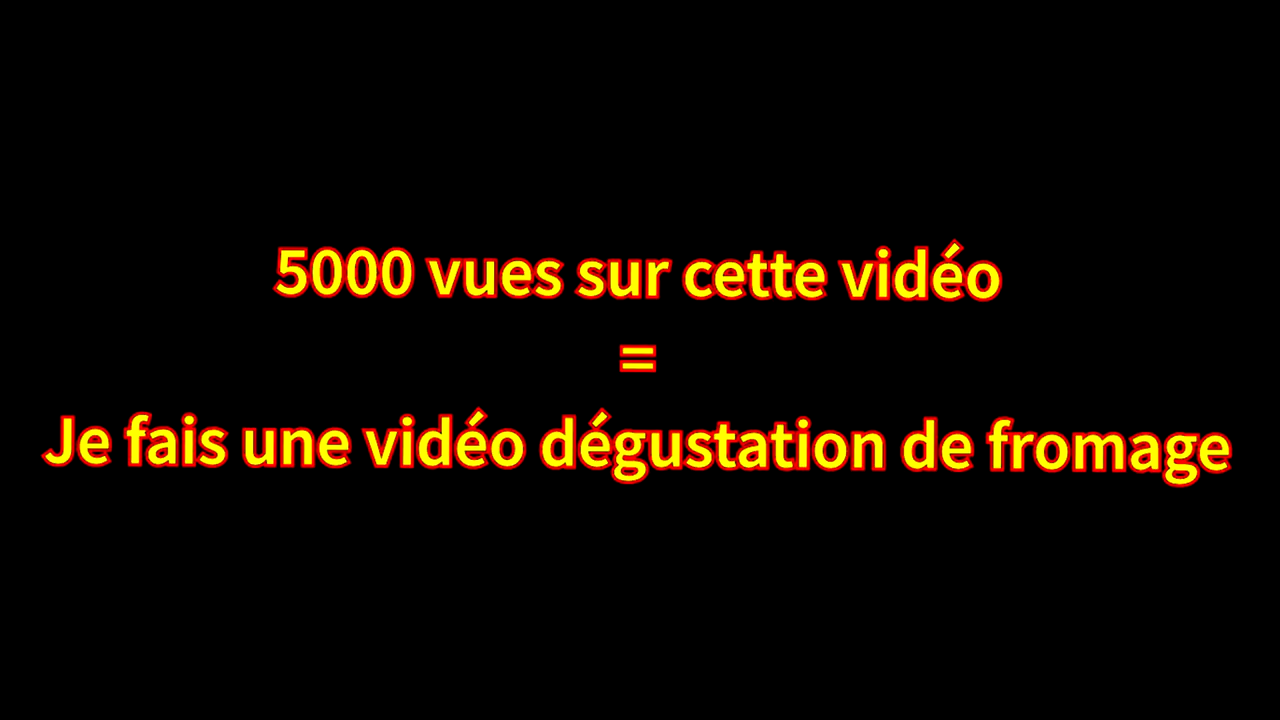 5000 vues sur cette vidéo
=
Je fais une vidéo dégustation de fromage